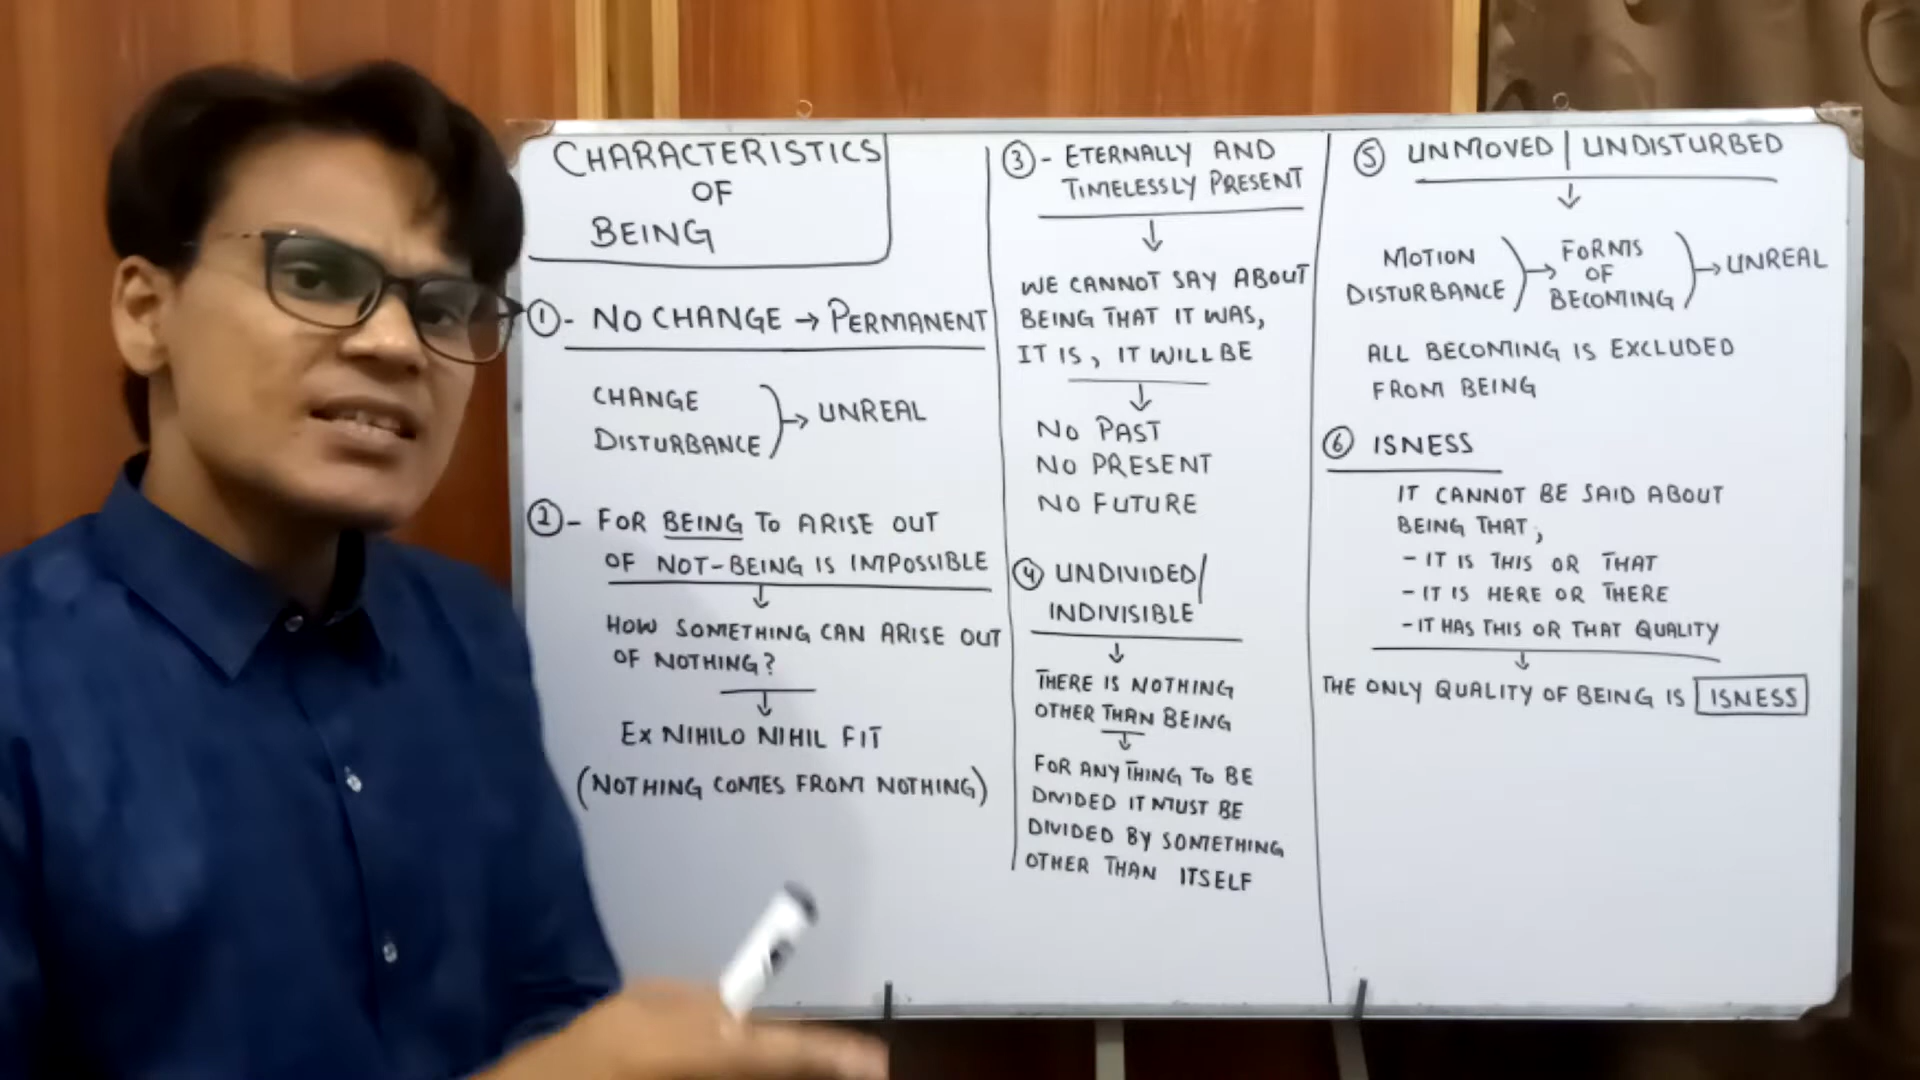 CHARACTERISTICS
OF
BEING
① - NO CHANGE → PERMANENT
CHANGE
DISTURBANCE
→ UNREAL
② - FOR BEING TO ARISE OUT
OF NOT-BEING IS IMPOSSIBLE
HOW SOMETHING CAN ARISE OUT
OF NOTHING?
EX NIHILO NIHIL FIT
(NOTHING COMES FROM NOTHING)
③ - ETERNALLY AND
TIMELESSLY PRESENT
WE CANNOT SAY ABOUT
BEING THAT IT WAS,
IT IS, IT WILL BE
NO PAST
NO PRESENT
NO FUTURE
④ UNDIVIDED/
INDIVISIBLE
THERE IS NOTHING
OTHER THAN BEING
FOR ANY THING TO BE
DIVIDED IT MUST BE
DIVIDED BY SOMETHING
OTHER THAN ITSELF
⑤ UNMOVED | UNDISTURBED
MOTION
DISTURBANCE
→ FORMS
OF
BECOMING
→ UNREAL
ALL BECOMING IS EXCLUDED
FROM BEING
⑥ ISNESS
IT CANNOT BE SAID ABOUT
BEING THAT;
- IT IS THIS OR THAT
- IT IS HERE OR THERE
- IT HAS THIS OR THAT QUALITY
THE ONLY QUALITY OF BEING IS ISNESS